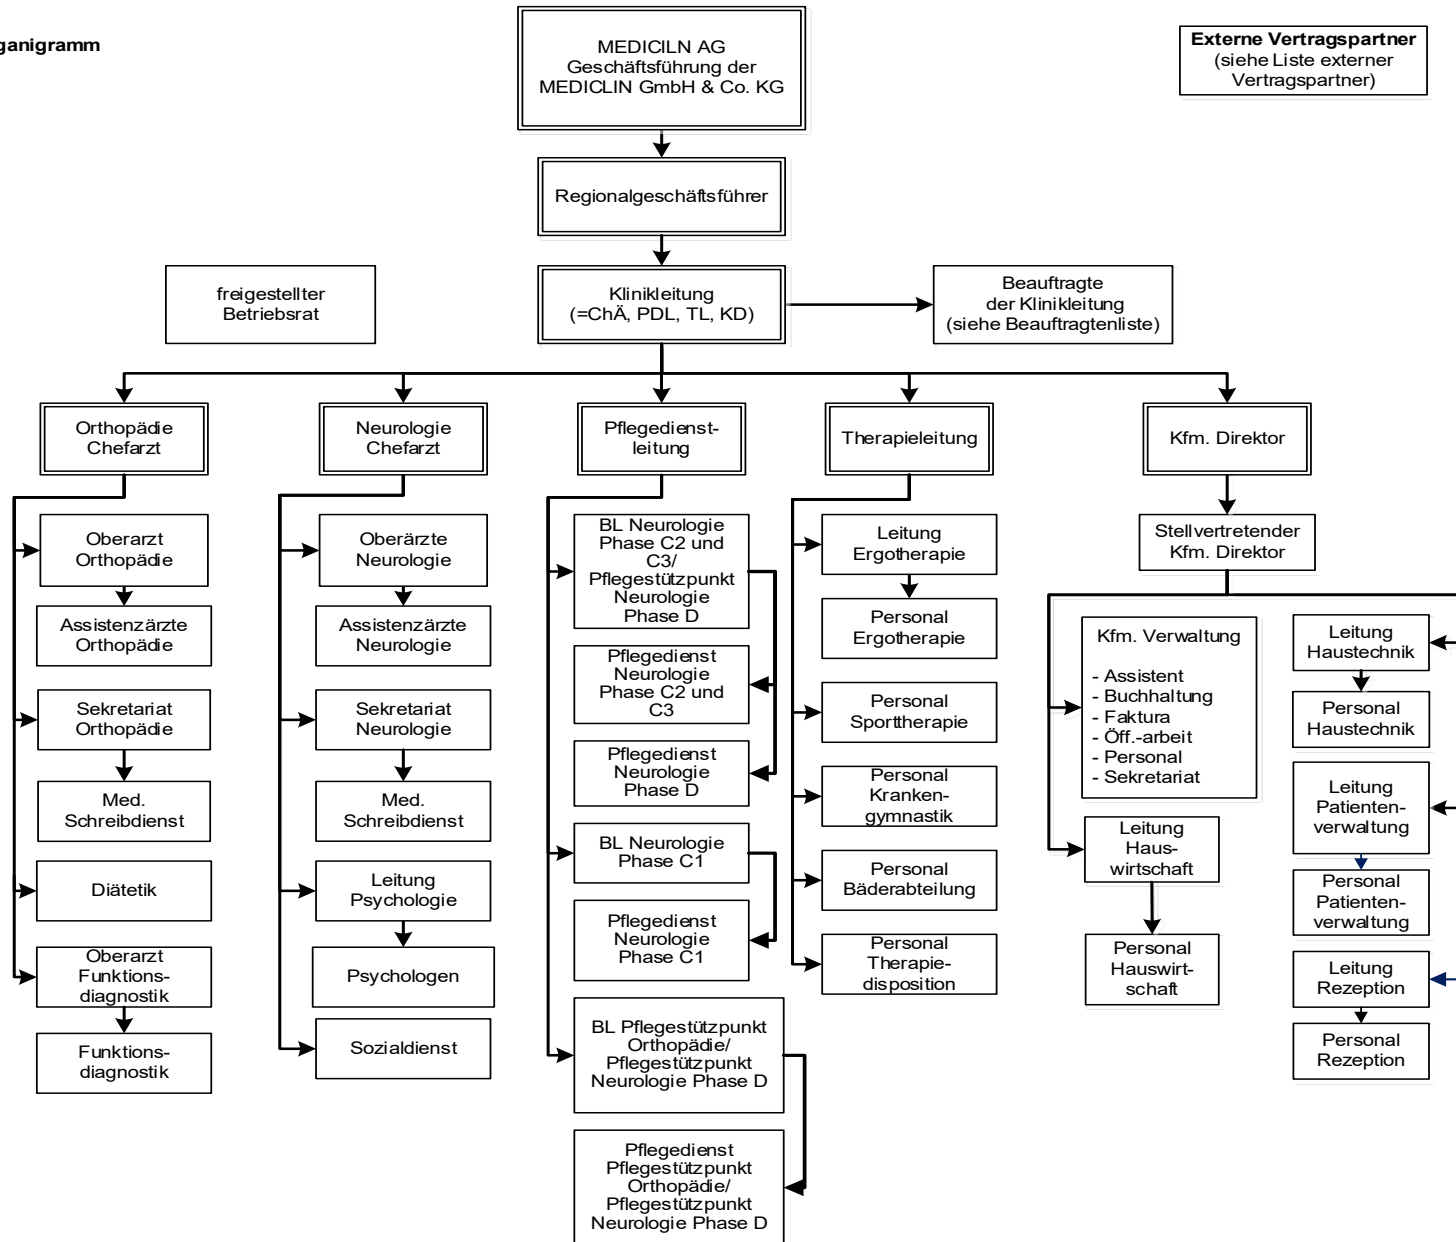 ganigramm
MEDICILN AG
Geschäftsführung der
MEDICLIN GmbH & Co. KG
Externe Vertragspartner
(siehe Liste externer
Vertragspartner)
Regionalgeschäftsführer
freigestellter
Betriebsrat
Klinikleitung
(=ChÄ, PDL, TL, KD)
Beauftragte
der Klinikleitung
(siehe Beauftragtenliste)
Orthopädie
Chefarzt
Neurologie
Chefarzt
Pflegedienst-
leitung
Therapieleitung
Kfm. Direktor
Oberarzt
Orthopädie
Assistenzärzte
Orthopädie
Sekretariat
Orthopädie
Med.
Schreibdienst
Diätetik
Oberarzt
Funktions-
diagnostik
Funktions-
diagnostik
Oberärzte
Neurologie
Assistenzärzte
Neurologie
Sekretariat
Neurologie
Med.
Schreibdienst
Leitung
Psychologie
Psychologen
Sozialdienst
BL Neurologie
Phase C2 und
C3/
Pflegestützpunkt
Neurologie
Phase D
Pflegedienst
Neurologie
Phase C2 und
C3
Pflegedienst
Neurologie
Phase D
BL Neurologie
Phase C1
Pflegedienst
Neurologie
Phase C1
BL Pflegestützpunkt
Orthopädie/
Pflegestützpunkt
Neurologie Phase D
Pflegedienst
Pflegestützpunkt
Orthopädie/
Pflegestützpunkt
Neurologie Phase D
Leitung
Ergotherapie
Personal
Ergotherapie
Personal
Sporttherapie
Personal
Kranken-
gymnastik
Personal
Bäderabteilung
Personal
Therapie-
disposition
Stellvertretender
Kfm. Direktor
Kfm. Verwaltung
- Assistent
- Buchhaltung
- Faktura
- Öff.-arbeit
- Personal
- Sekretariat
Leitung
Haus-
wirtschaft
Personal
Hauswirt-
schaft
Leitung
Haustechnik
Personal
Haustechnik
Leitung
Patienten-
verwaltung
Personal
Patienten-
verwaltung
Leitung
Rezeption
Personal
Rezeption